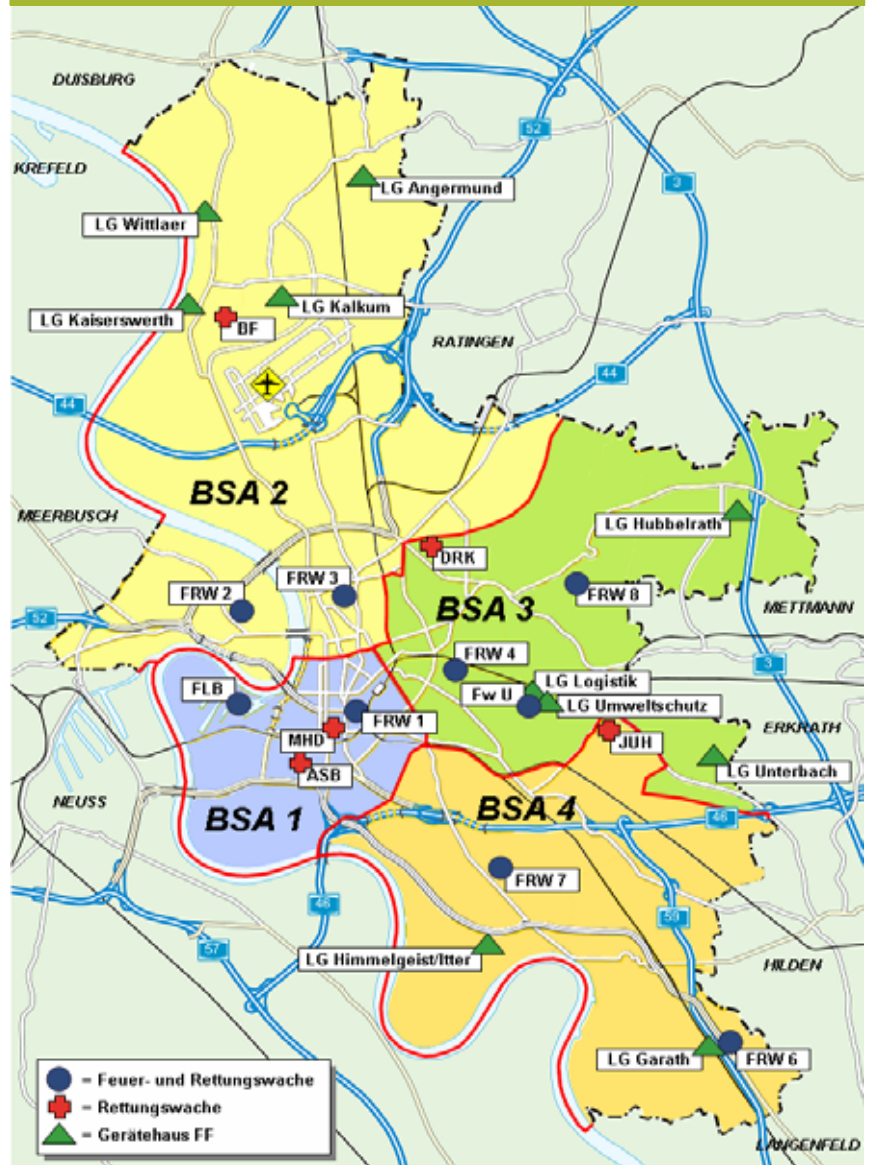 DUISBURG
52
KREFELD
3
LG Angermund
LG Wittlaer
LG Kaiserswerth
LG Kalkum
BF
RATINGEN
44
44
BSA 2
MEERBUSCH
LG Hubbelrath
DRK
FRW 3
FRW 2
FRW 8
BSA 3
METTMANN
52
FRW 4
3
LG Logistik
FLB
Fw U
LG Umweltschutz
FRW 1
MHD
JUH
ERKRATH
ASB
LG Unterbach
NEUSS
BSA 1
BSA 4
46
FRW 7
46
59
57
LG Himmelgeist/Itter
HILDEN
LG Garath
FRW 6
= Feuer- und Rettungswache
= Rettungswache
= Gerätehaus FF
LANGENFELD